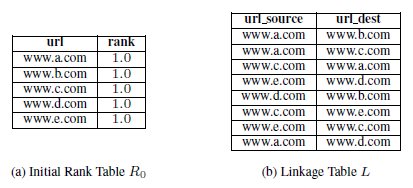 url rank
www.a.com 1.0
www.b.com 1.0
www.c.com 1.0
www.d.com 1.0
www.e.com 1.0
(a) Initial Rank Table R0
url_source url_dest
www.a.com www.b.com
www.a.com www.c.com
www.c.com www.a.com
www.e.com www.d.com
www.d.com www.b.com
www.c.com www.e.com
www.e.com www.c.com
www.a.com www.d.com
(b) Linkage Table L